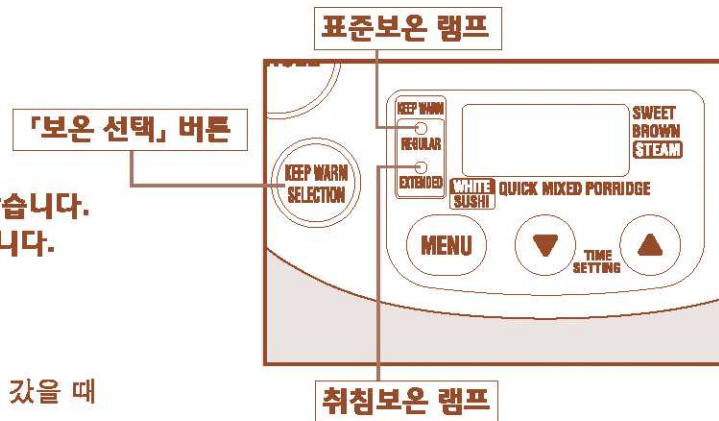 표준보온 램프
「보온 선택」 버튼
습니다.
니다.
갔을 때
KEEP WARM
SELECTION
KEEP WARM
REGULAR
EXTENDED
SWEET
BROWN
STEAM
WHITE QUICK MIXED PORRIDGE
SUSHI
MENU
TIME
SETTING
취침보온 램프